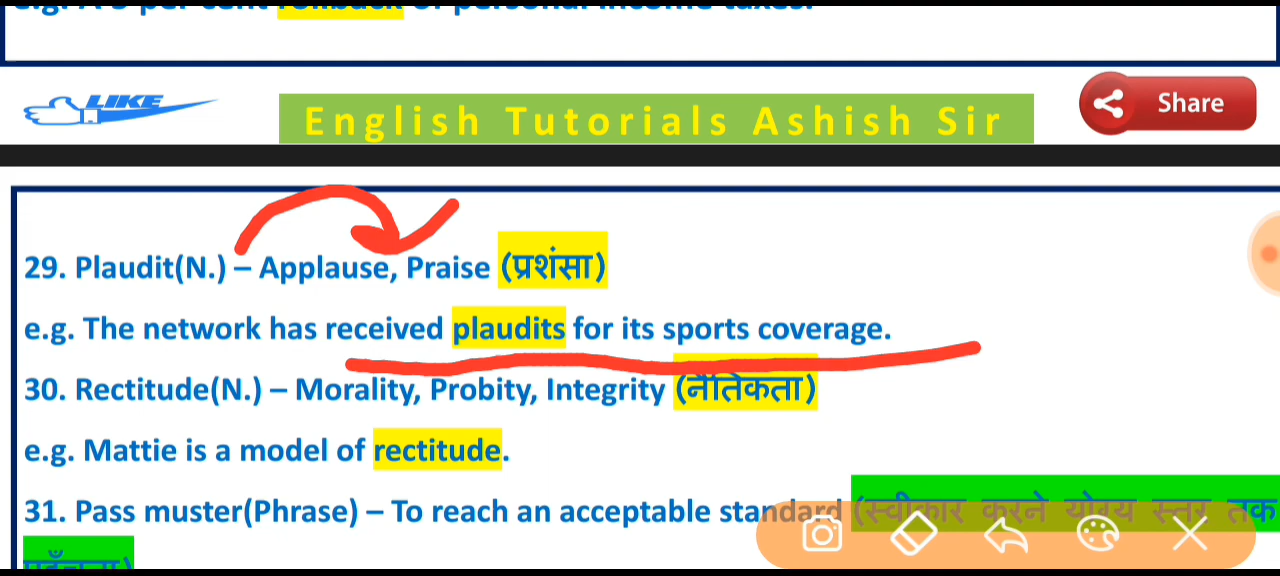 rollback
LIKE
English Tutorials Ashish Sir
Share
29. Plaudit(N.) – Applause, Praise (प्रशंसा)
e.g. The network has received plaudits for its sports coverage.
30. Rectitude(N.) – Morality, Probity, Integrity (नैतिकता)
e.g. Mattie is a model of rectitude.
31. Pass muster(Phrase) – To reach an acceptable standard (स्वीकार करने योग्य स्तर तक